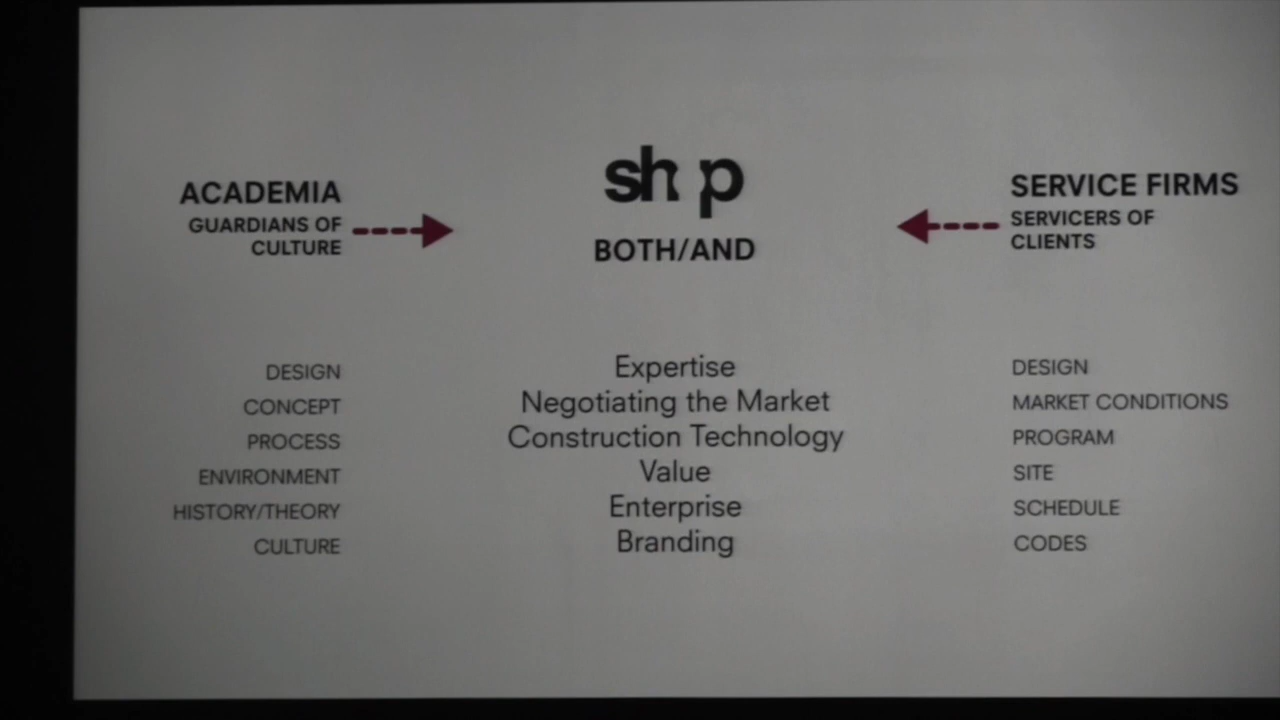 ACADEMIA
GUARDIANS OF
CULTURE
DESIGN
CONCEPT
PROCESS
ENVIRONMENT
HISTORY/THEORY
CULTURE
sh p
BOTH/AND
Expertise
Negotiating the Market
Construction Technology
Value
Enterprise
Branding
SERVICE FIRMS
SERVICERS OF
CLIENTS
DESIGN
MARKET CONDITIONS
PROGRAM
SITE
SCHEDULE
CODES